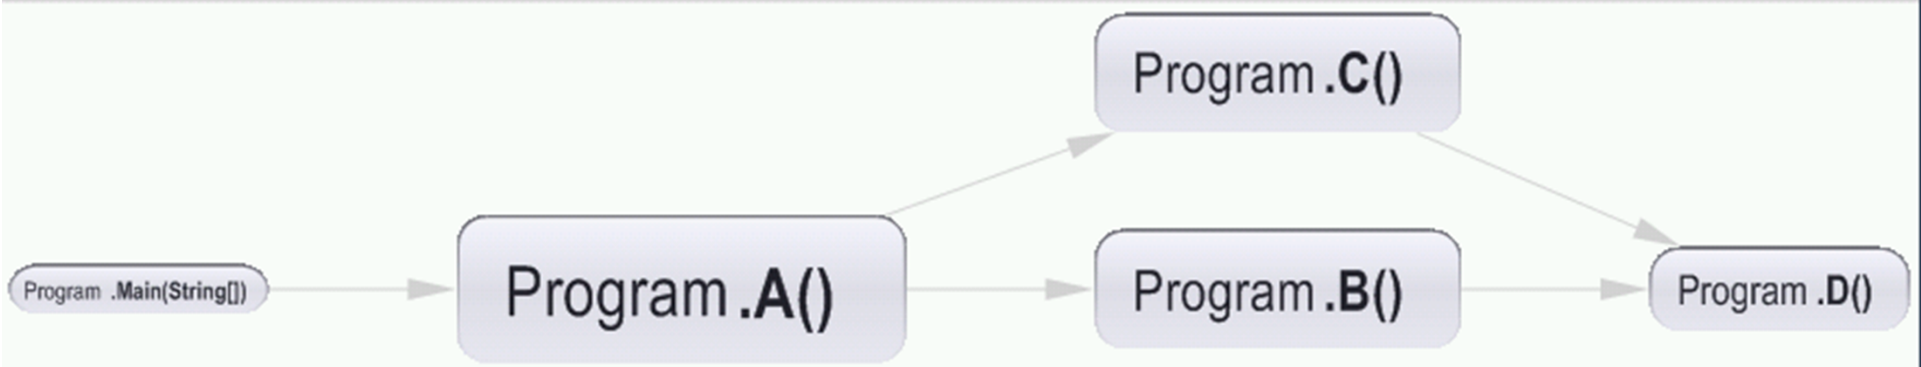 Program .C()
Program .Main(String[])
Program .A()
Program .B()
Program .D()